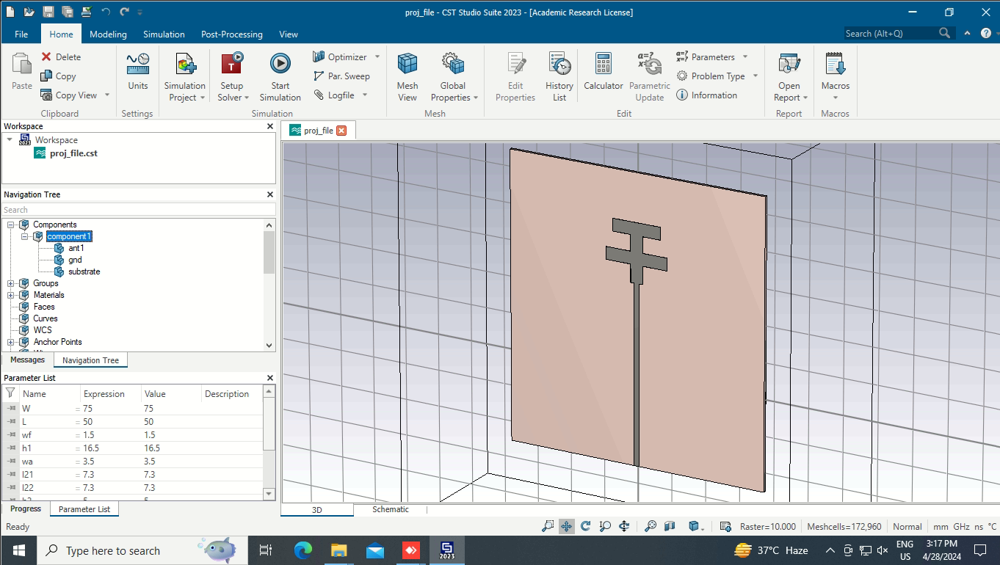 proj_file - CST Studio Suite 2023 - [Academic Research License]
File Home Modeling Simulation Post-Processing View
Search (Alt+Q)
Paste
Delete
Copy
Copy View
Clipboard
Units
Settings
Simulation Project
Setup Solver
Start Simulation
Optimizer
Par. Sweep
Logfile
Simulation
Mesh View
Global Properties
Mesh
Edit Properties
History List
Calculator
Parametric Update
Parameters
Problem Type
Information
Edit
Open Report
Report
Macros
Macros
Workspace
Workspace
proj_file.cst
proj_file
Navigation Tree
Search
Components
component1
ant1
gnd
substrate
Groups
Materials
Faces
Curves
WCS
Anchor Points
Messages Navigation Tree
Parameter List
Name Expression Value Description
W = 75 75
L = 50 50
wf = 1.5 1.5
h1 = 16.5 16.5
wa = 3.5 3.5
l21 = 7.3 7.3
l22 = 7.3 7.3
Progress Parameter List
3D Schematic
Ready
Raster=10.000 Meshcells=172,960 Normal mm GHz ns °C
Type here to search
37°C Haze
ENG
US
3:17 PM
4/28/2024